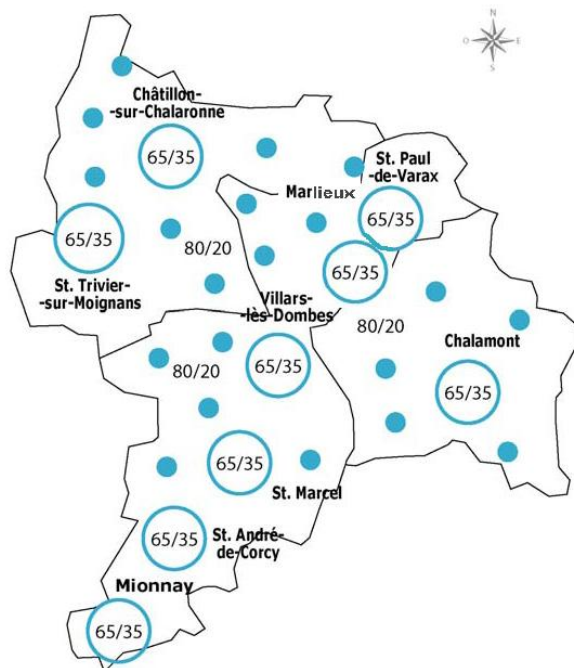 N
O
E
S
Châtillon-
-sur-Chalaronne
65/35
St. Paul
-de-Varax
Marlieux
65/35
65/35
80/20
65/35
St. Trivier-
-sur-Moignans
Villars-
-lès-Dombes
80/20
Chalamont
80/20
65/35
65/35
65/35
St. Marcel
St. André-
de-Corcy
65/35
Mionnay
65/35